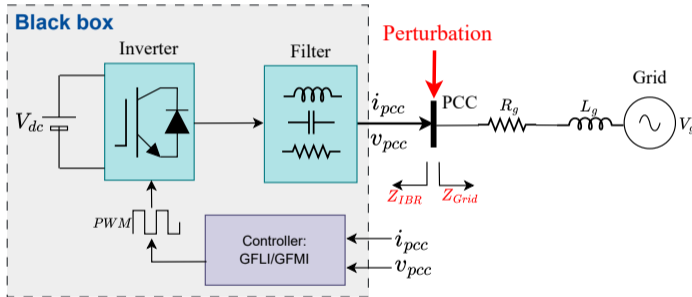 Black box
Inverter
Filter
Perturbation
Grid
V_dc
i_pcc
v_pcc
PCC
R_g
L_g
V_g
Z_IBR
Z_Grid
PWM
Controller:
GFLI/GFMI
i_pcc
v_pcc